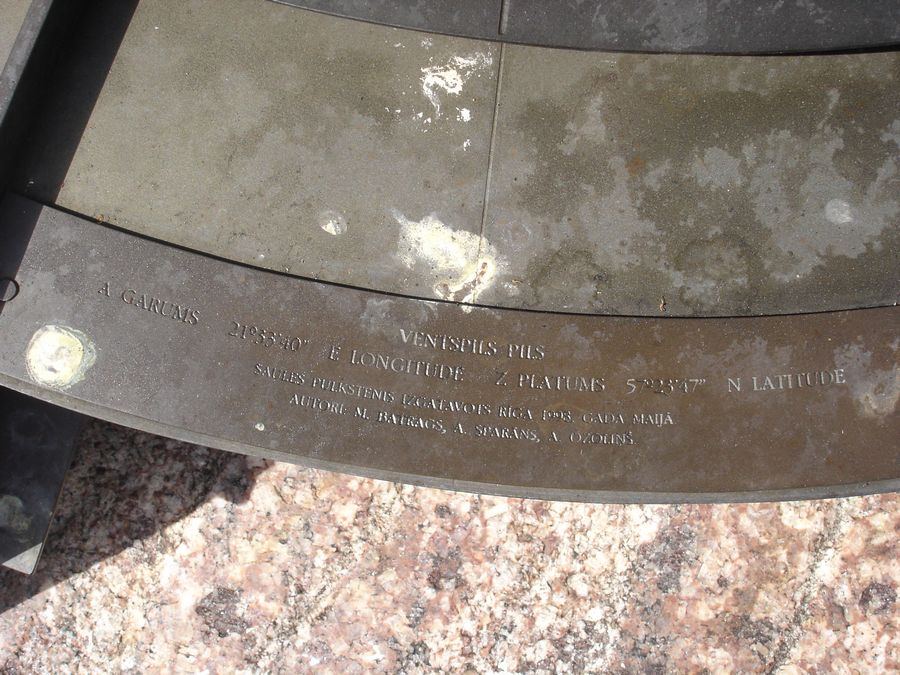 VENTSPILS PILS
A GARUMS 21°33'40" E LONGITUDE Z PLATUMS 57°23'47" N LATITUDE
SAULES PULKSTENIS IZGATAVOTS RĪGĀ 1993. GADA MAIJĀ
AUTORI: M. BATRAGS, A. SPARĀNS, A. OZOLIŅŠ.